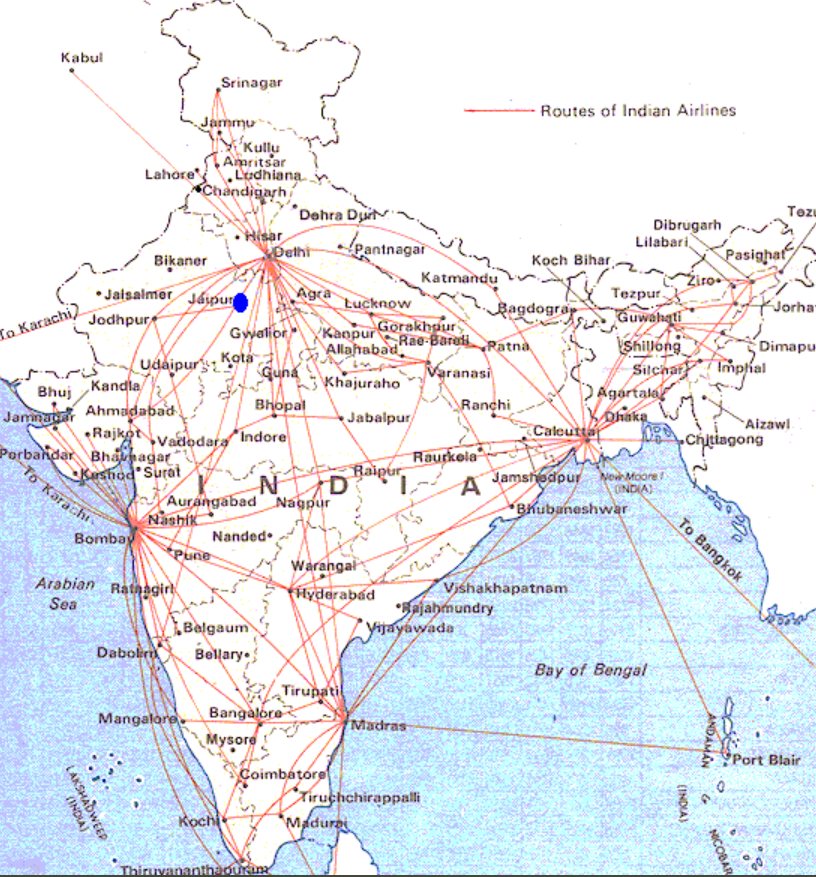 Kabul
Srinagar
Routes of Indian Airlines
Jammu
Kullu
Amritsar
Lahore
Ludhiana
Chandigarh
Dehra Dun
Hisar
Delhi
Pantnagar
Bikaner
Katmandu
Koch Bihar
Dibrugarh
Lilabari
Pasighat
Tezu
Ziro
Tezpur
Jorhat
Jaisalmer
Jaipur
Agra
Lucknow
Bagdogra
Guwahati
To Karachi
Jodhpur
Gwalior
Kanpur
Gorakhpur
Rae-Bareli
Allahabad
Patna
Shillong
Dimapu
Udaipur
Kota
Guna
Khajuraho
Varanasi
Silchar
Imphal
Bhuj
Kandla
Agartala
Jamnagar
Ahmadabad
Bhopal
Jabalpur
Ranchi
Dhaka
Aizawl
Rajkot
Vadodara
Indore
Calcutta
Chittagong
Porbandar
Bhavnagar
Keshod
Surat
Raurkela
Raipur
Jamshedpur
New Moore I
(INDIA)
INDIA
To Karachi
Aurangabad
Nagpur
Bhubaneshwar
Nashik
Bombay
Nanded
To Bangkok
Pune
Warangal
Arabian
Sea
Ratnagiri
Hyderabad
Vishakhapatnam
Rajahmundry
Belgaum
Vijayawada
Dabolim
Bellary
Bay of Bengal
Tirupati
Mangalore
Bangalore
Madras
Mysore
ANDAMAN
Port Blair
LAKSHADWEEP
(INDIA)
Coimbatore
Tiruchchirappalli
(INDIA)
Kochi
Madurai
NICOBAR
Thiruvananthapuram